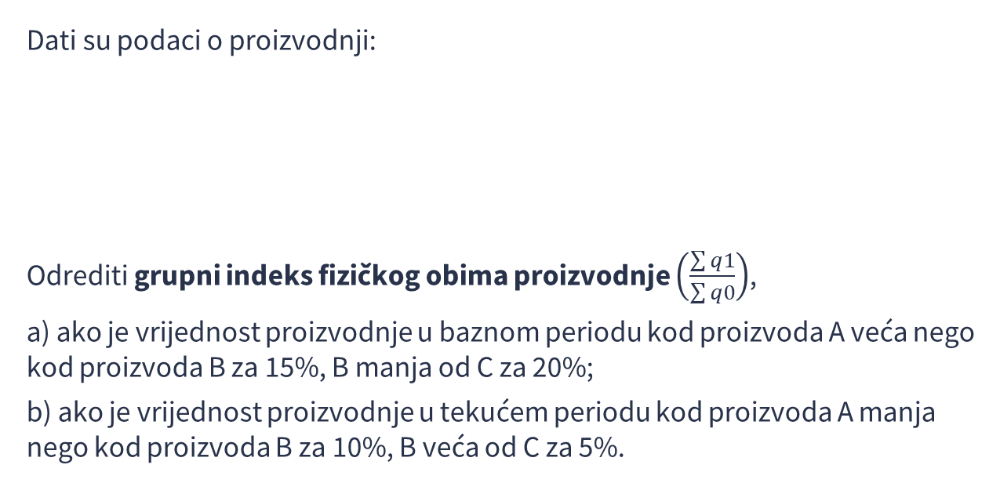 Dati su podaci o proizvodnji:
Odrediti grupni indeks fizičkog obima proizvodnje (∑ q1 / ∑ q0),
a) ako je vrijednost proizvodnje u baznom periodu kod proizvoda A veća nego
kod proizvoda B za 15%, B manja od C za 20%;
b) ako je vrijednost proizvodnje u tekućem periodu kod proizvoda A manja
nego kod proizvoda B za 10%, B veća od C za 5%.